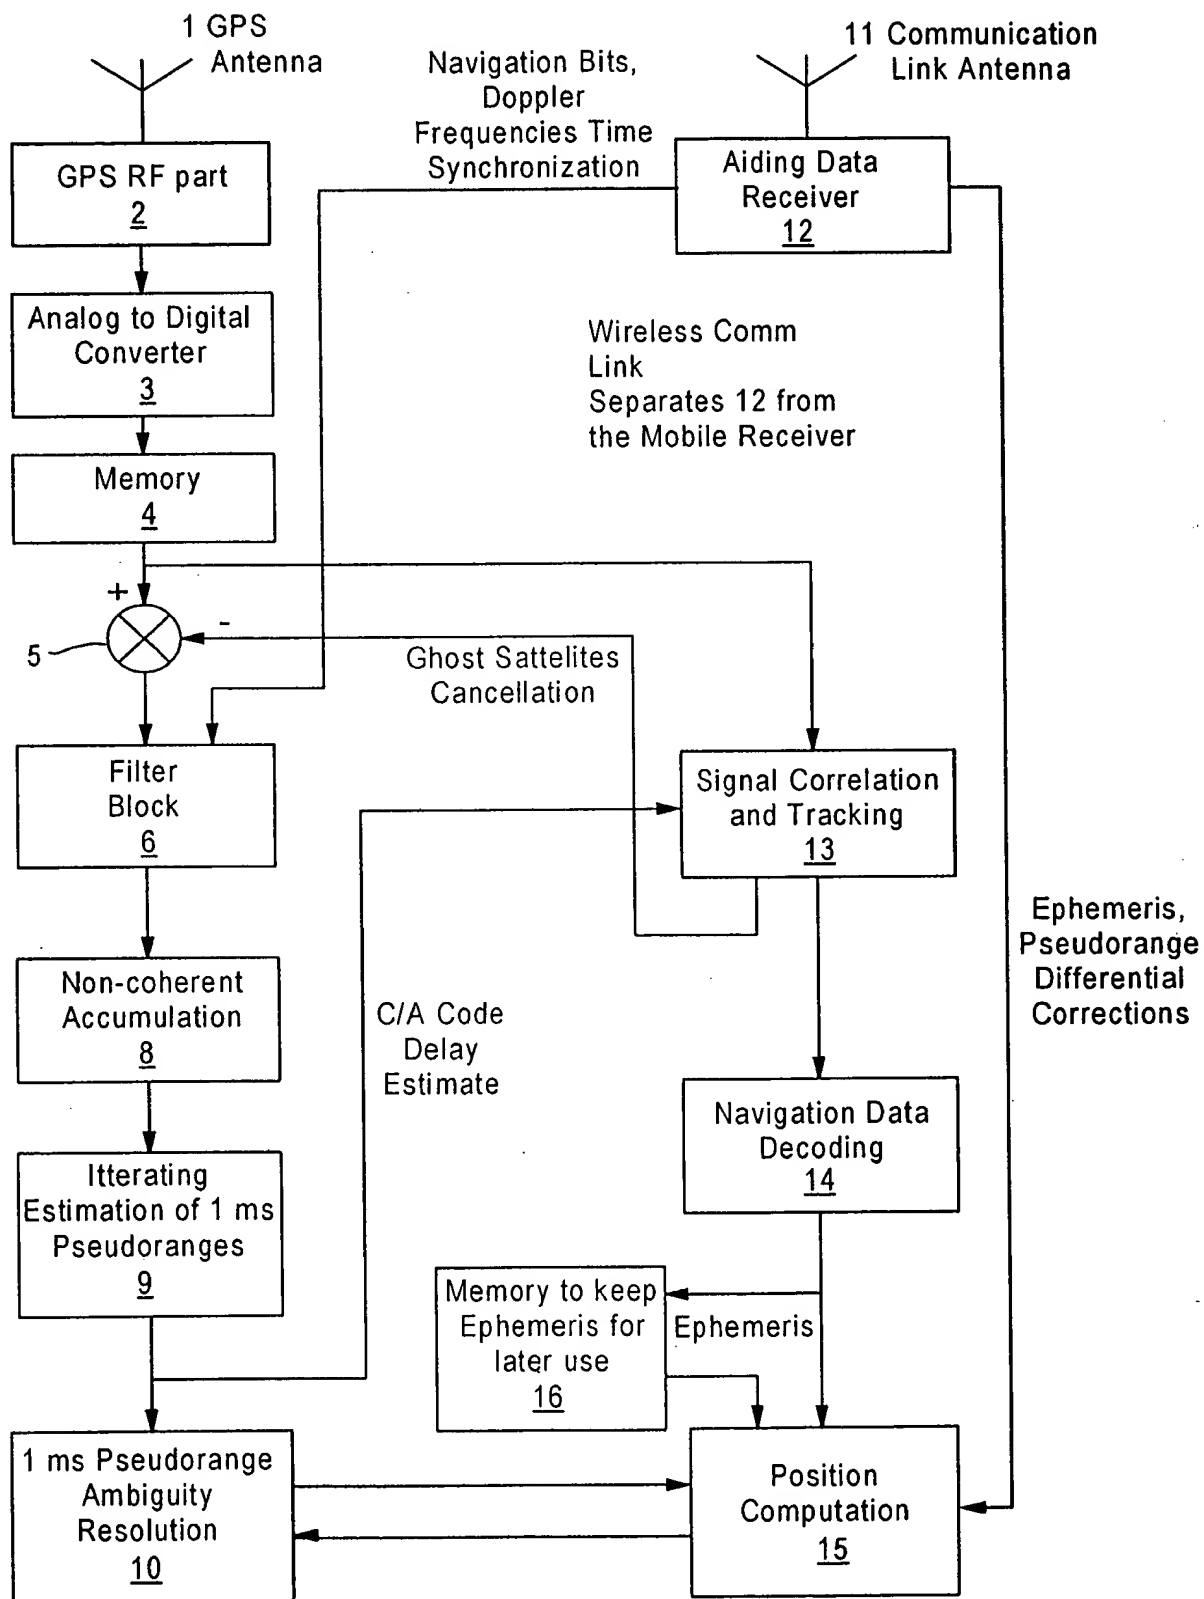 1 GPS
Antenna
11 Communication
Link Antenna
Navigation Bits,
Doppler
Frequencies Time
Synchronization
GPS RF part
2
Aiding Data
Receiver
12
Analog to Digital
Converter
3
Wireless Comm
Link
Separates 12 from
the Mobile Receiver
Memory
4
+
-
5
Ghost Sattelites
Cancellation
Filter
Block
6
Signal Correlation
and Tracking
13
Ephemeris,
Pseudorange
Differential
Corrections
Non-coherent
Accumulation
8
C/A Code
Delay
Estimate
Navigation Data
Decoding
14
Itterating
Estimation of 1 ms
Pseudoranges
9
Memory to keep
Ephemeris for
later use
16
Ephemeris
1 ms Pseudorange
Ambiguity
Resolution
10
Position
Computation
15